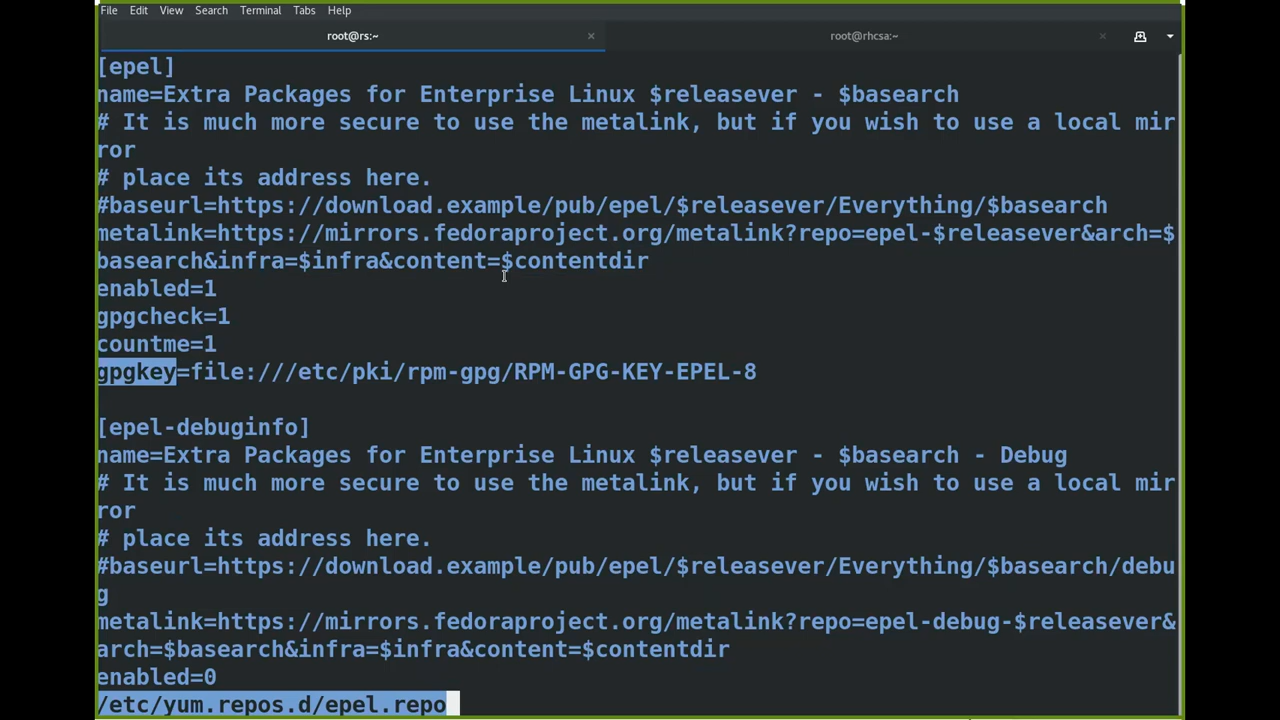 File Edit View Search Terminal Tabs Help
root@rs:~ × root@rhcsa:~ ×
[epel]
name=Extra Packages for Enterprise Linux $releasever - $basearch
# It is much more secure to use the metalink, but if you wish to use a local mir
ror
# place its address here.
#baseurl=https://download.example/pub/epel/$releasever/Everything/$basearch
metalink=https://mirrors.fedoraproject.org/metalink?repo=epel-$releasever&arch=$
basearch&infra=$infra&content=$contentdir
enabled=1
gpgcheck=1
countme=1
gpgkey=file:///etc/pki/rpm-gpg/RPM-GPG-KEY-EPEL-8
[epel-debuginfo]
name=Extra Packages for Enterprise Linux $releasever - $basearch - Debug
# It is much more secure to use the metalink, but if you wish to use a local mir
ror
# place its address here.
#baseurl=https://download.example/pub/epel/$releasever/Everything/$basearch/debu
g
metalink=https://mirrors.fedoraproject.org/metalink?repo=epel-debug-$releasever&
arch=$basearch&infra=$infra&content=$contentdir
enabled=0
/etc/yum.repos.d/epel.repo